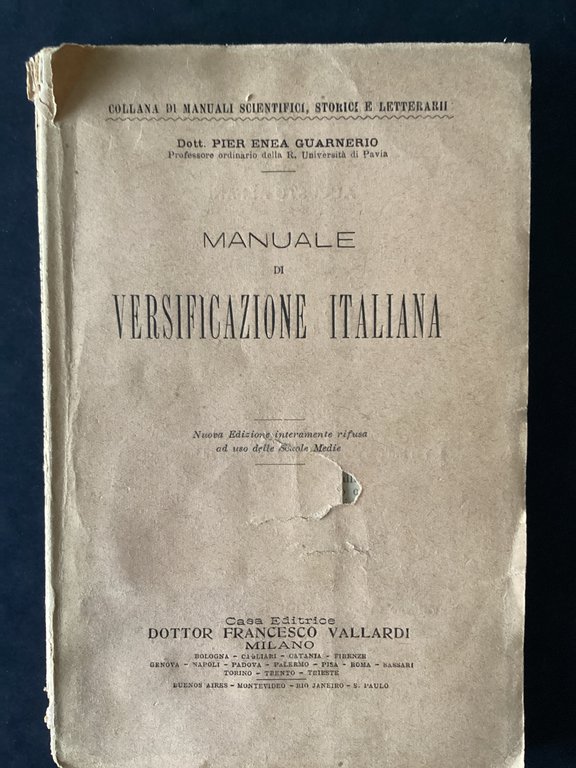 COLLANA DI MANUALI SCIENTIFICI, STORICI E LETTERARII
Dott. PIER ENEA GUARNERIO
Professore ordinario della R. Università di Pavia
MANUALE
DI
VERSIFICAZIONE ITALIANA
Nuova Edizione interamente rifusa
ad uso delle Scuole Medie
Casa Editrice
DOTTOR FRANCESCO VALLARDI
MILANO
BOLOGNA - CAGLIARI - CATANIA - FIRENZE
GENOVA - NAPOLI - PADOVA - PALERMO - PISA - ROMA - SASSARI
TORINO - TRENTO - TRIESTE
BUENOS AIRES - MONTEVIDEO - RIO JANEIRO - S. PAULO